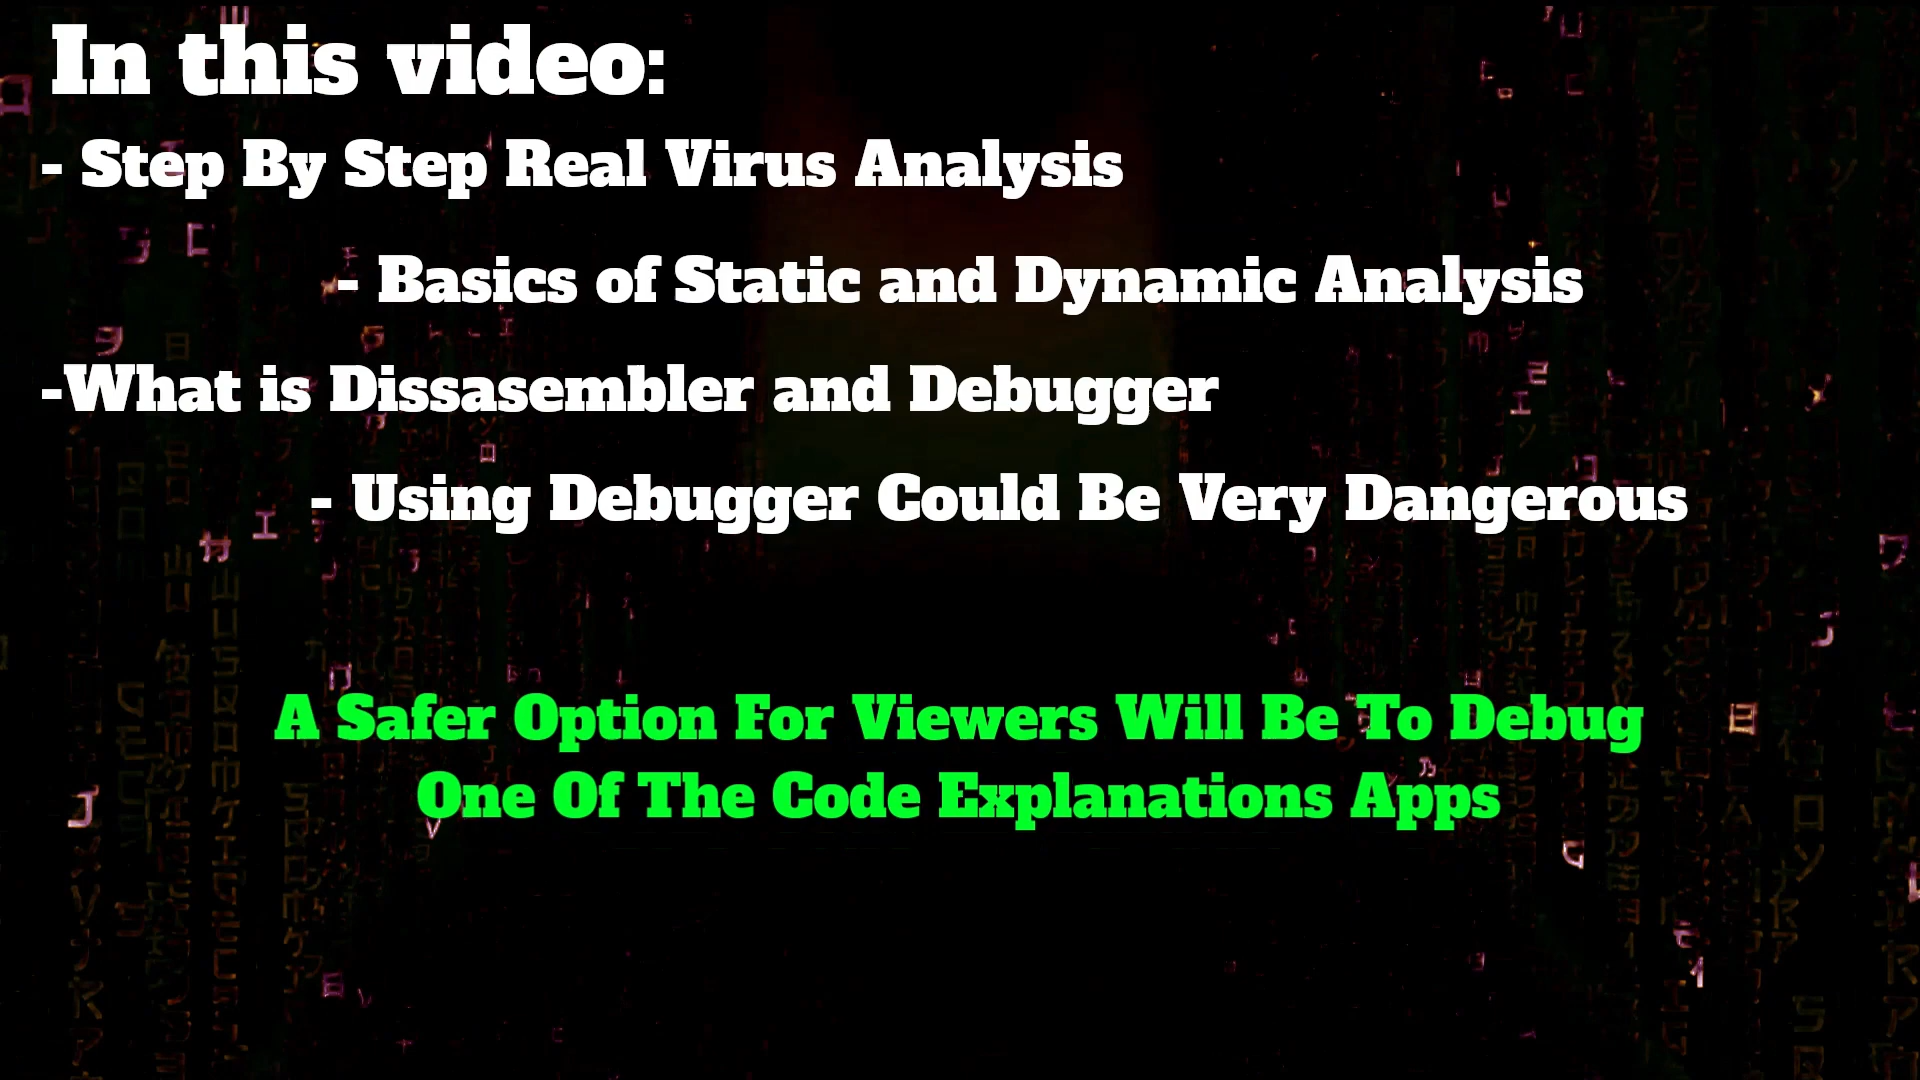 In this video:
- Step By Step Real Virus Analysis
- Basics of Static and Dynamic Analysis
-What is Dissasembler and Debugger
- Using Debugger Could Be Very Dangerous
A Safer Option For Viewers Will Be To Debug
One Of The Code Explanations Apps